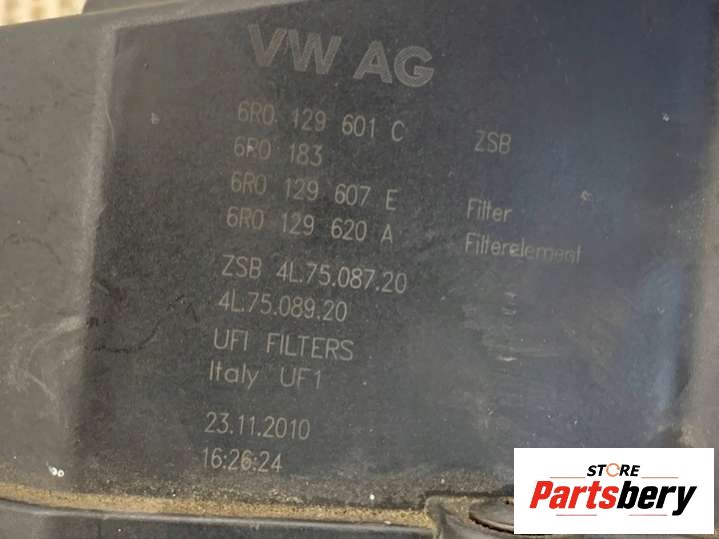 VW AG
6R0 129 601 C ZSB
6R0 183
6R0 129 607 E Filter
6R0 129 620 A Filterelement
ZSB 4L.75.087.20
4L.75.089.20
UFI FILTERS
Italy UF1
23.11.2010
16:26:24
STORE
Partsbery